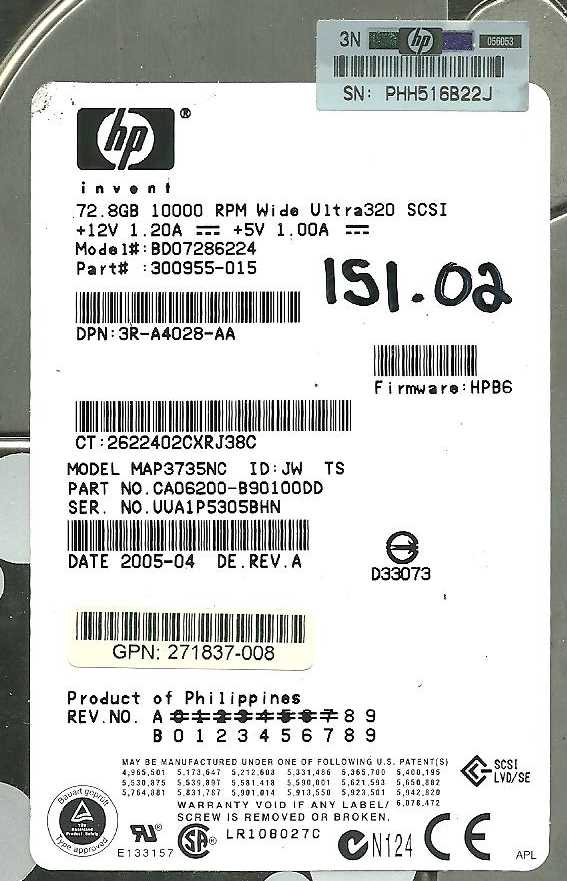 3N hp 056053
SN: PHH516B22J
hp ®
invent
72.8GB 10000 RPM Wide Ultra320 SCSI
+12V 1.20A +5V 1.00A
Model#:BD07286224
Part# :300955-015
151.02
DPN:3R-A4028-AA
Firmware:HPB6
CT:2622402CXRJ38C
MODEL MAP3735NC ID:JW TS
PART NO.CA06200-B90100DD
SER. NO.UUA1P5305BHN
DATE 2005-04 DE.REV.A
D33073
GPN: 271837-008
Product of Philippines
REV.NO. A 0 1 2 3 4 5 6 7 8 9
B 0 1 2 3 4 5 6 7 8 9
MAY BE MANUFACTURED UNDER ONE OF FOLLOWING U.S. PATENT(S)
4,965,501 5,173,647 5,212,608 5,331,486 5,365,700 5,400,195
5,530,875 5,539,897 5,581,418 5,590,001 5,621,593 5,650,882
5,764,881 5,831,787 5,901,014 5,913,550 5,923,501 5,942,820
6,078,472
WARRANTY VOID IF ANY LABEL/
SCREW IS REMOVED OR BROKEN.
SCSI
LVD/SE
Bauart geprüft
TÜV
Rheinland
Product Safety
Type approved
E133157
LR108027C
N124
CE
APL